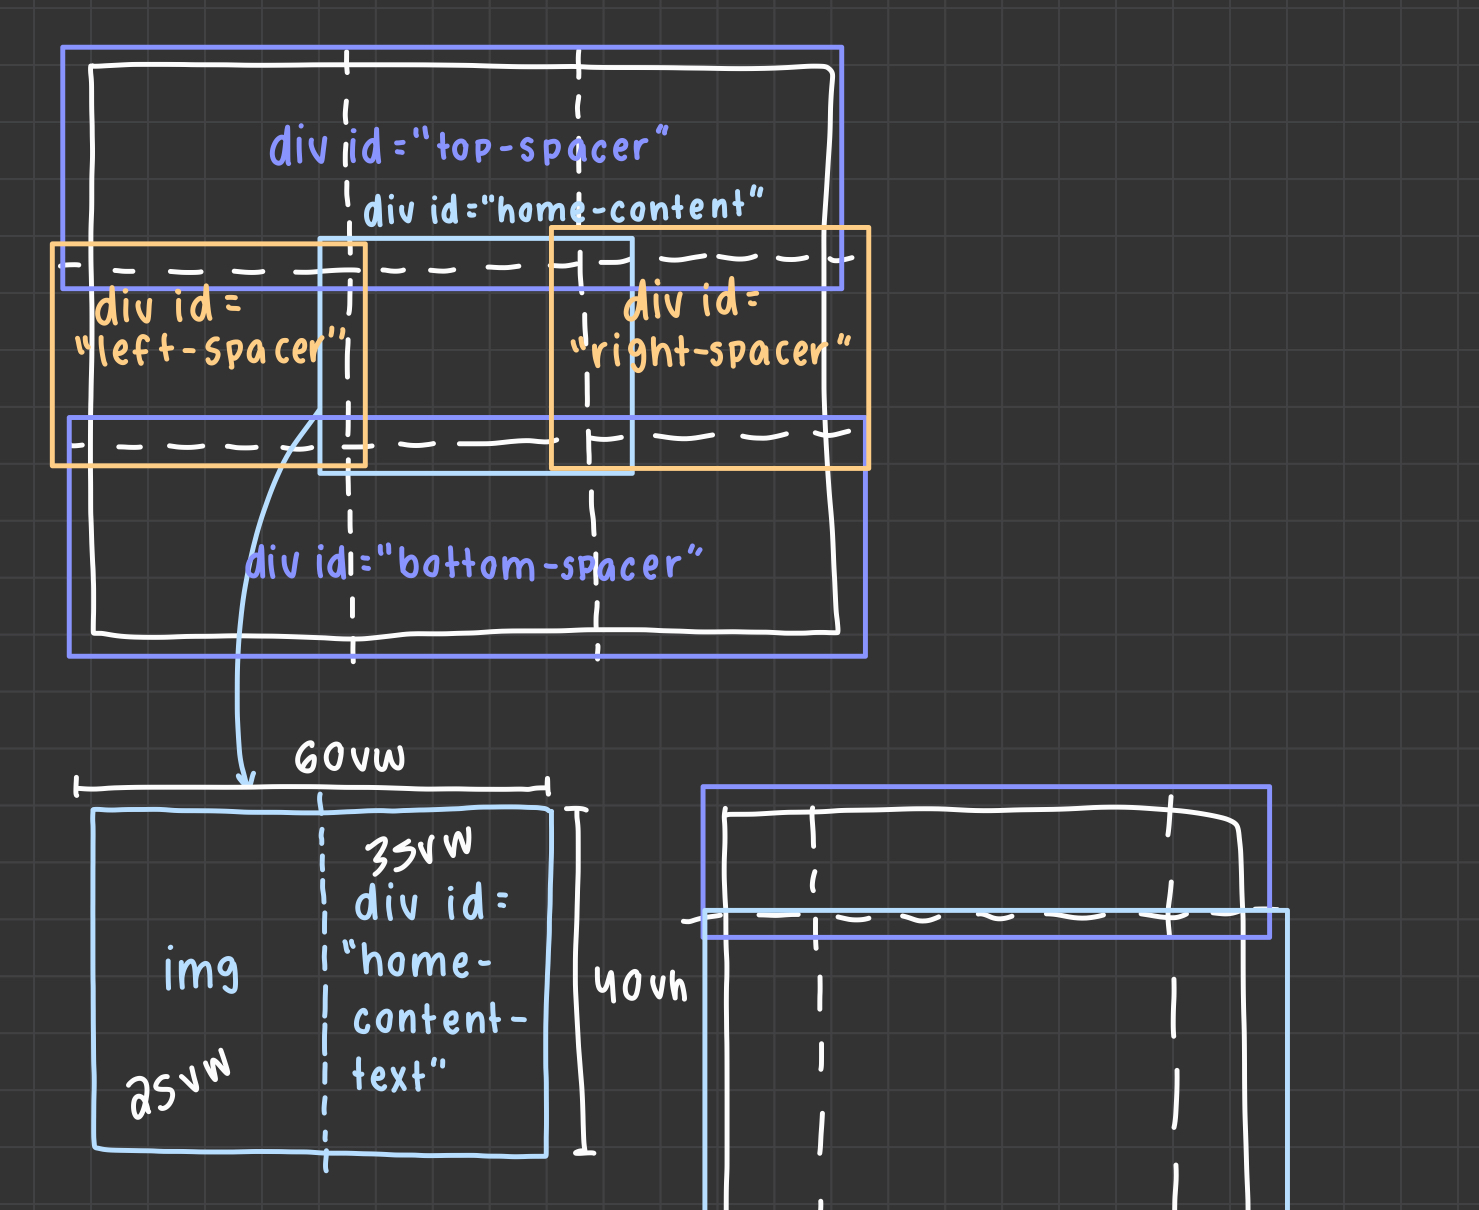 div id="top-spacer"
div id="home-content"
div id=
"left-spacer"
div id=
"right-spacer"
div id="bottom-spacer"
60vw
35vw
div id=
"home-
content-
text"
img
25vw
40vh